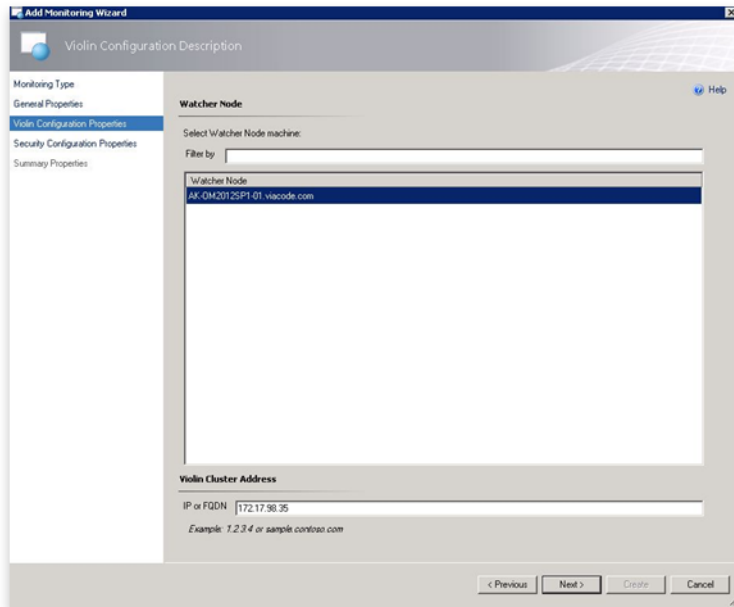 Add Monitoring Wizard
Violin Configuration Description
Monitoring Type
General Properties
Violin Configuration Properties
Security Configuration Properties
Summary Properties
Help
Watcher Node
Select Watcher Node machine:
Filter by
Watcher Node
AK-OM2012SP1-01.viacode.com
Violin Cluster Address
IP or FQDN 172.17.98.35
Example: 1.2.3.4 or sample.contoso.com
< Previous Next > Create Cancel